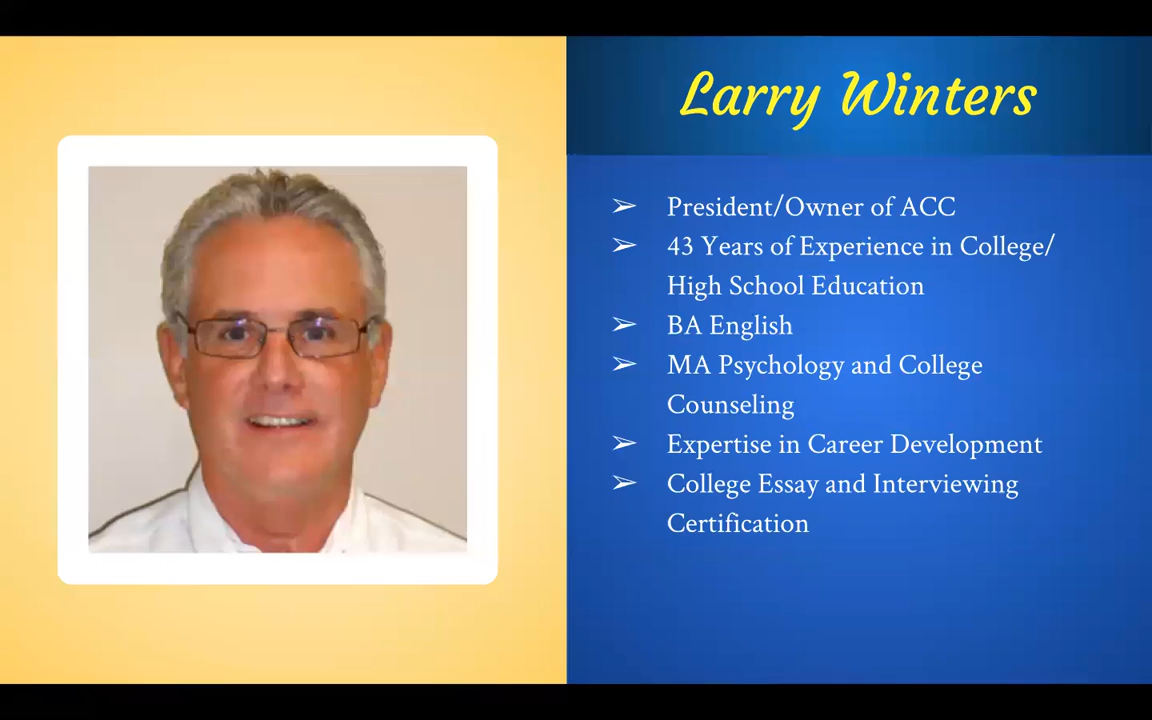 Larry Winters
➢ President/Owner of ACC
➢ 43 Years of Experience in College/
High School Education
➢ BA English
➢ MA Psychology and College
Counseling
➢ Expertise in Career Development
➢ College Essay and Interviewing
Certification